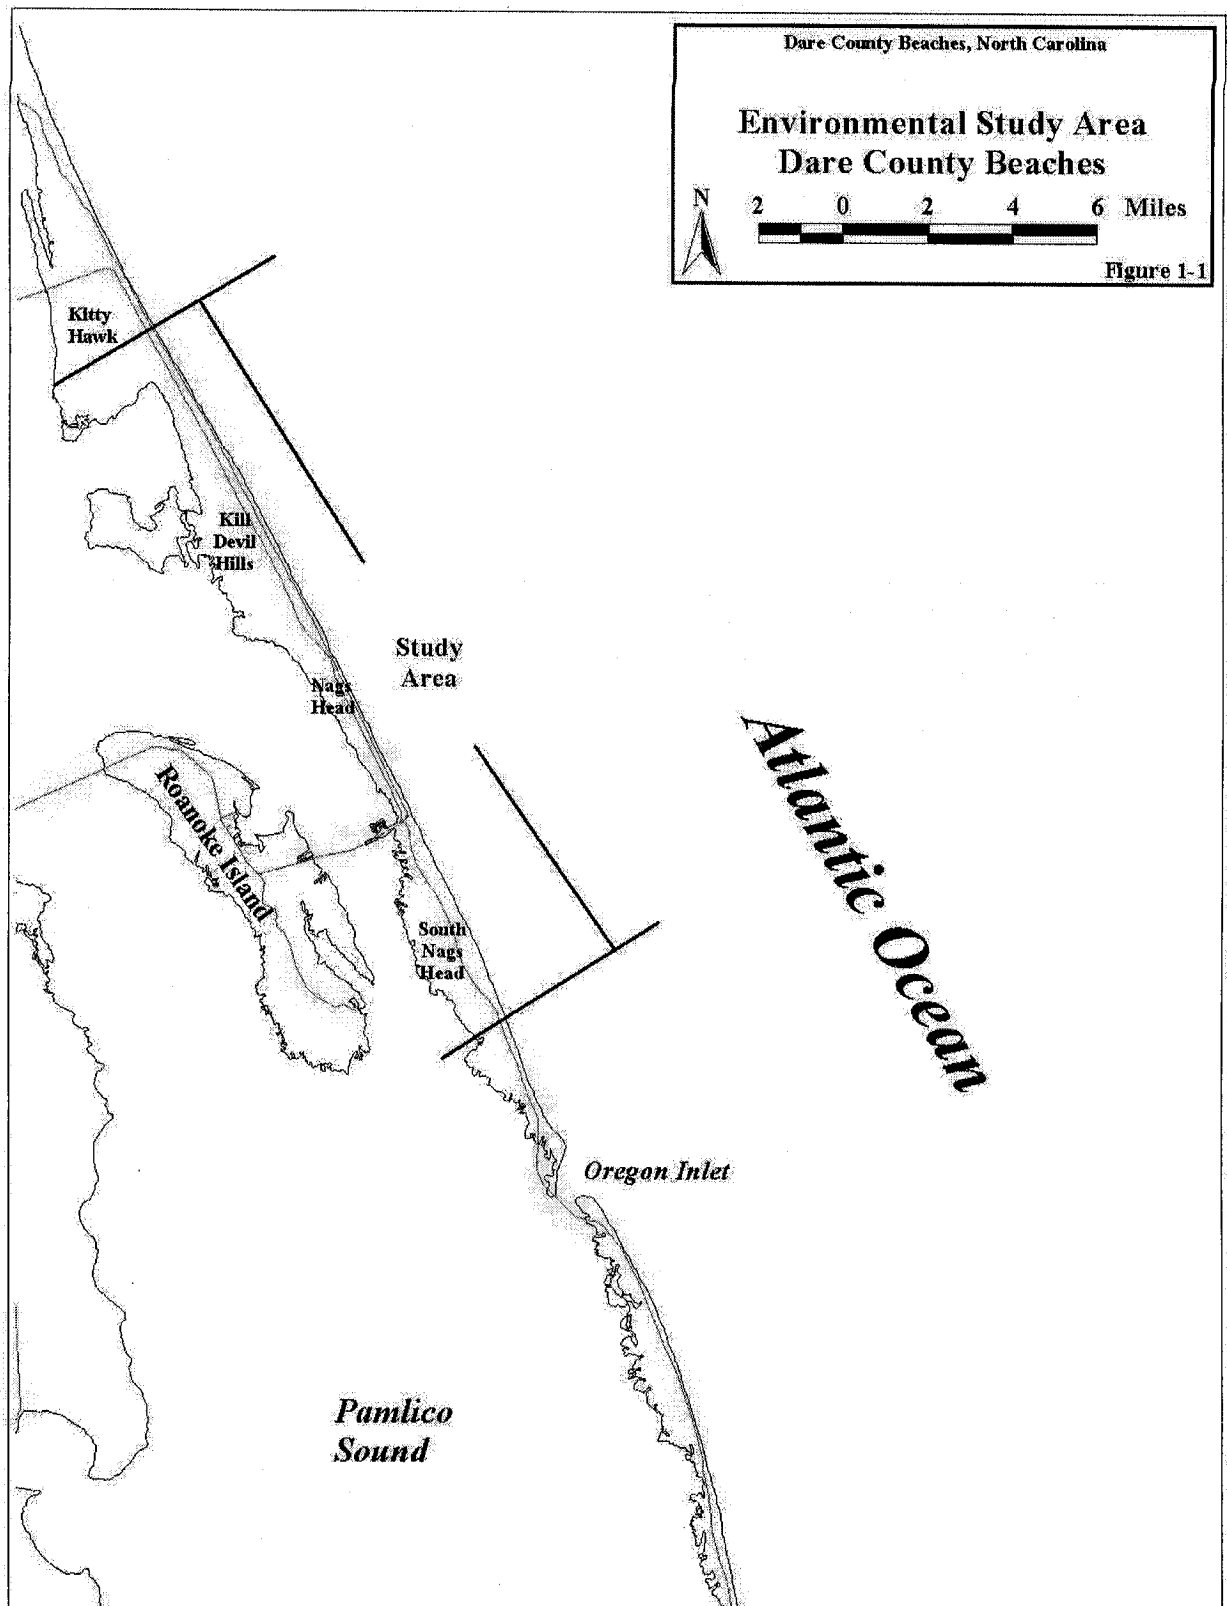 Dare County Beaches, North Carolina
Environmental Study Area
Dare County Beaches
N
2 0 2 4 6 Miles
Figure 1-1
Kitty
Hawk
Kill
Devil
Hills
Study
Area
Nags
Head
Roanoke Island
Atlantic Ocean
South
Nags
Head
Oregon Inlet
Pamlico
Sound